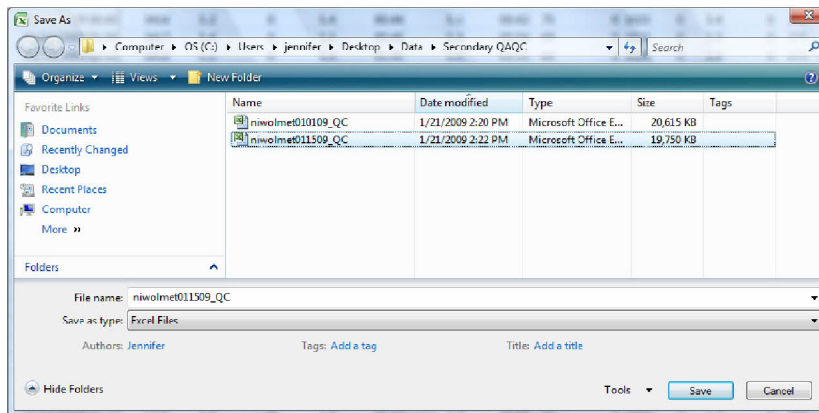 Save As
Computer ▸ OS (C:) ▸ Users ▸ jennifer ▸ Desktop ▸ Data ▸ Secondary QAQC
Search
Organize Views New Folder
Favorite Links
Documents
Recently Changed
Desktop
Recent Places
Computer
More »
Folders
Name Date modified Type Size Tags
niwolmet010109_QC 1/21/2009 2:20 PM Microsoft Office E... 20,615 KB
niwolmet011509_QC 1/21/2009 2:22 PM Microsoft Office E... 19,750 KB
File name: niwolmet011509_QC
Save as type: Excel Files
Authors: Jennifer Tags: Add a tag Title: Add a title
Hide Folders Tools Save Cancel